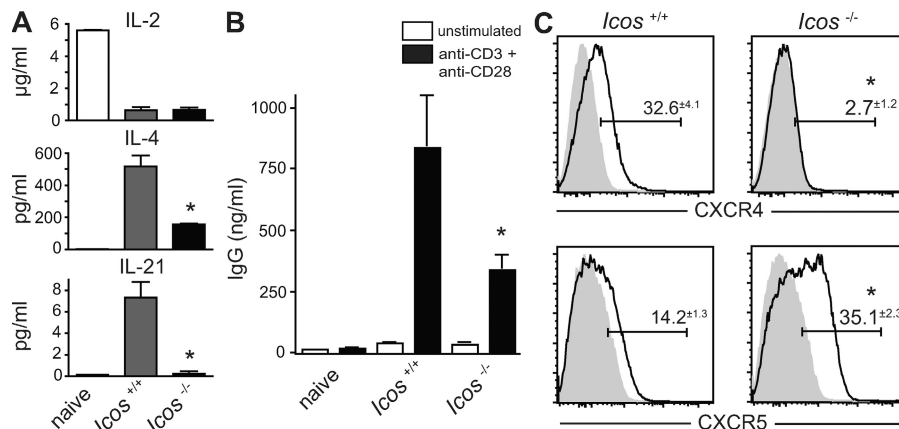 A
IL-2
6
4
2
0
µg/ml
IL-4
600
400
200
0
pg/ml
IL-21
8
6
4
2
0
pg/ml
*
*
naive
Icos +/+
Icos -/-
B
unstimulated
anti-CD3 +
anti-CD28
1000
750
500
250
0
IgG (ng/ml)
*
naive
Icos +/+
Icos -/-
C
Icos +/+
Icos -/-
32.6±4.1
*
2.7±1.2
CXCR4
14.2±1.3
*
35.1±2.3
CXCR5